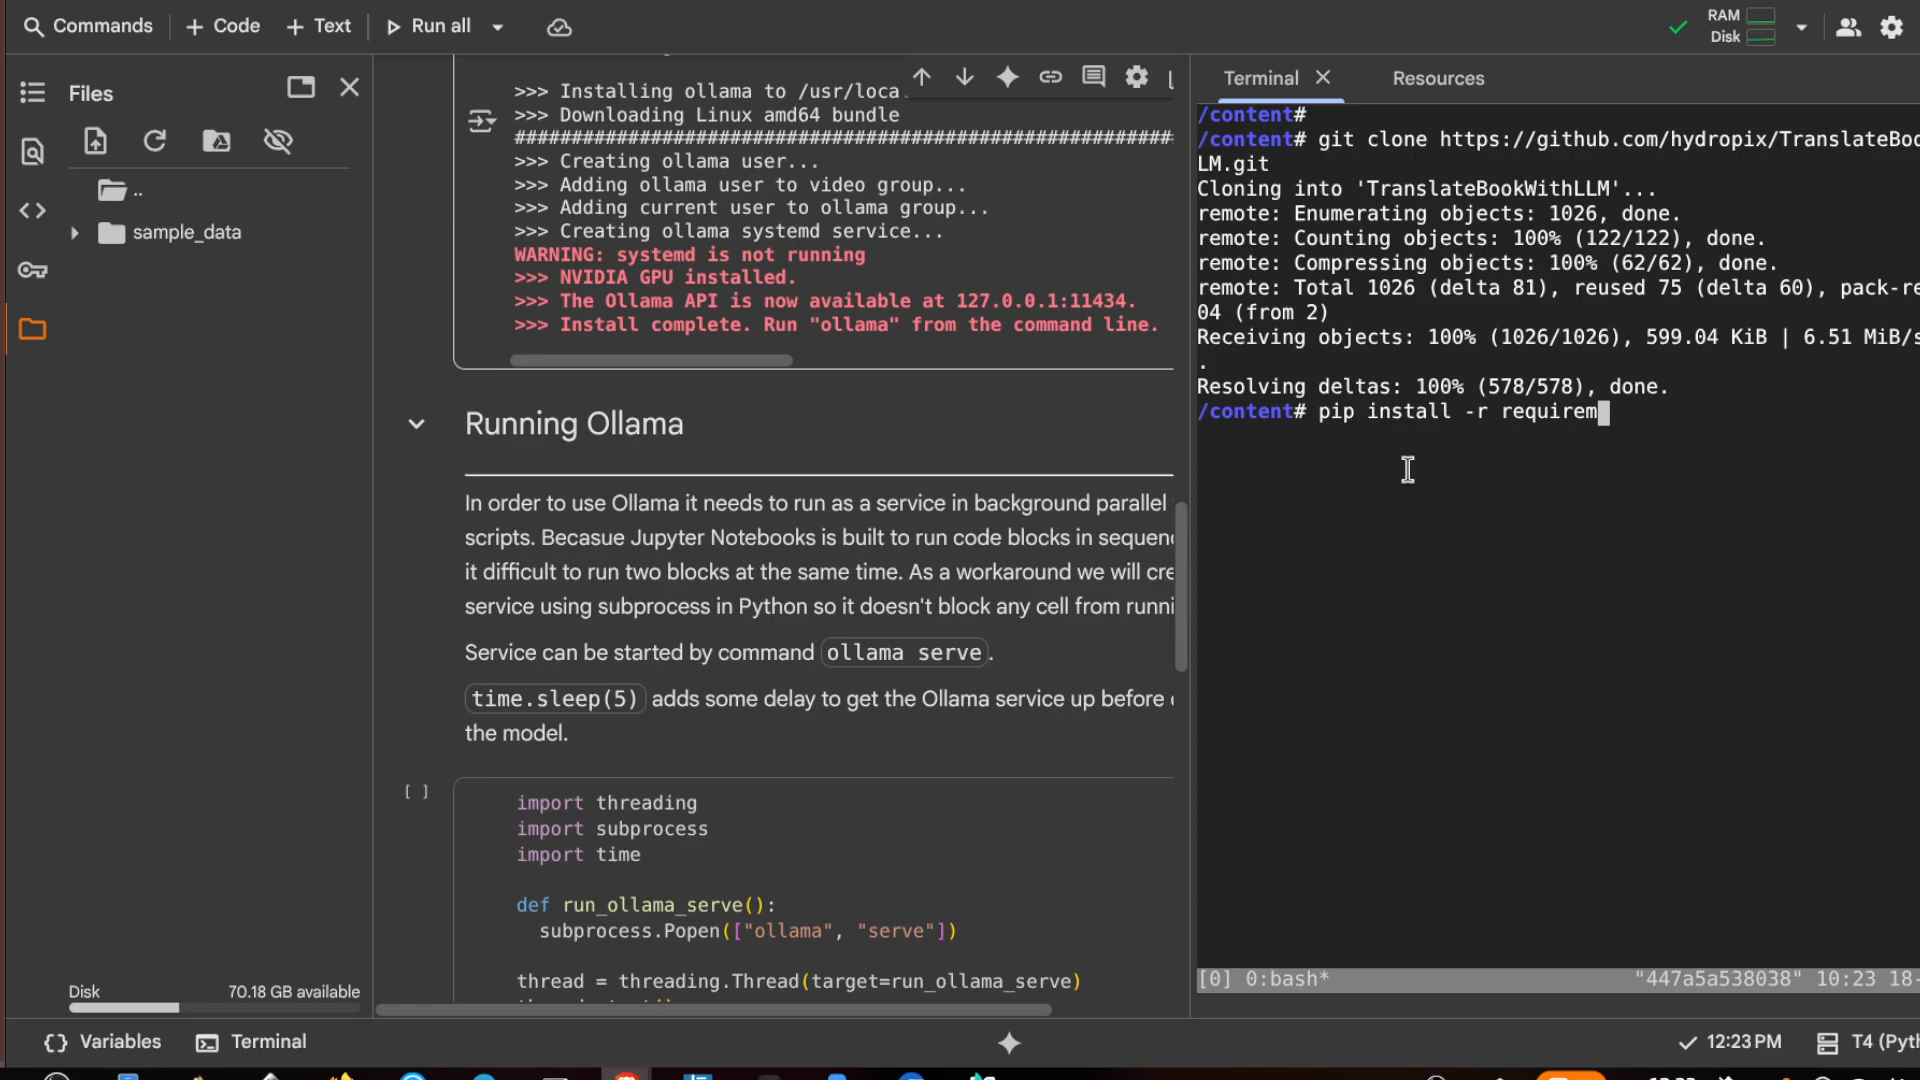 Commands + Code + Text Run all
RAM
Disk
Files
..
sample_data
Disk 70.18 GB available
>>> Installing ollama to /usr/loca
>>> Downloading Linux amd64 bundle
#########################################################
>>> Creating ollama user...
>>> Adding ollama user to video group...
>>> Adding current user to ollama group...
>>> Creating ollama systemd service...
WARNING: systemd is not running
>>> NVIDIA GPU installed.
>>> The Ollama API is now available at 127.0.0.1:11434.
>>> Install complete. Run "ollama" from the command line.
Running Ollama
In order to use Ollama it needs to run as a service in background parallel
scripts. Becasue Jupyter Notebooks is built to run code blocks in sequen
it difficult to run two blocks at the same time. As a workaround we will cre
service using subprocess in Python so it doesn't block any cell from runni
Service can be started by command ollama serve.
time.sleep(5) adds some delay to get the Ollama service up before
the model.
[ ]
import threading
import subprocess
import time
def run_ollama_serve():
subprocess.Popen(["ollama", "serve"])
thread = threading.Thread(target=run_ollama_serve)
Terminal Resources
/content#
/content# git clone https://github.com/hydropix/TranslateBoo
LM.git
Cloning into 'TranslateBookWithLLM'...
remote: Enumerating objects: 1026, done.
remote: Counting objects: 100% (122/122), done.
remote: Compressing objects: 100% (62/62), done.
remote: Total 1026 (delta 81), reused 75 (delta 60), pack-re
04 (from 2)
Receiving objects: 100% (1026/1026), 599.04 KiB | 6.51 MiB/s
.
Resolving deltas: 100% (578/578), done.
/content# pip install -r requirem
[0] 0:bash* "447a5a538038" 10:23 18-
Variables Terminal 12:23 PM T4 (Pyth